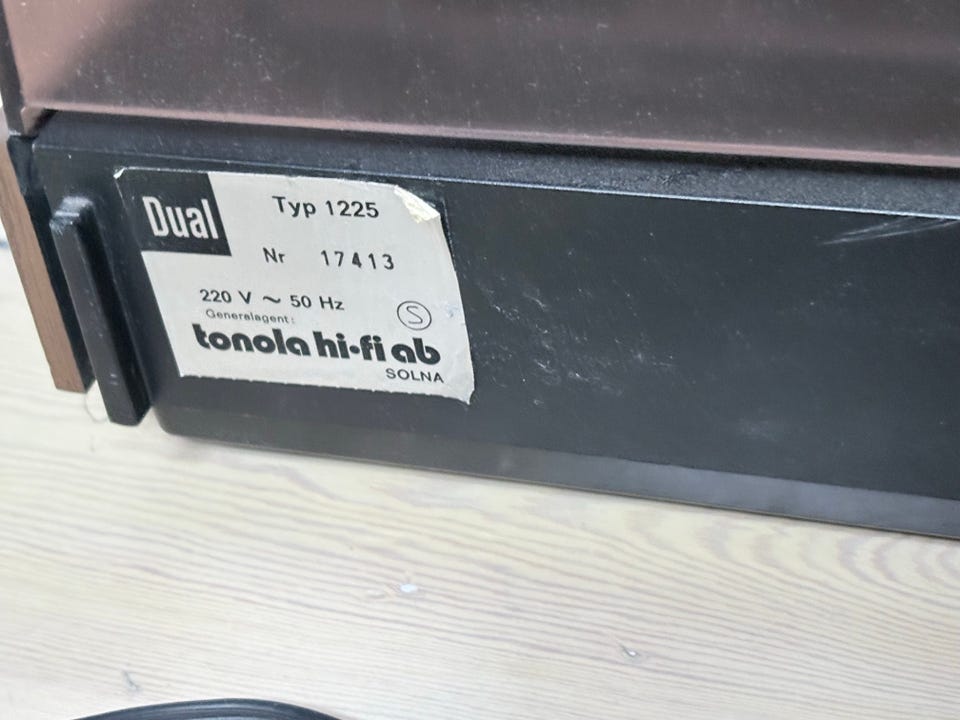 Dual
Typ 1225
Nr 17413
220 V ~ 50 Hz
S
Generalagent:
tonola hi-fi ab
SOLNA